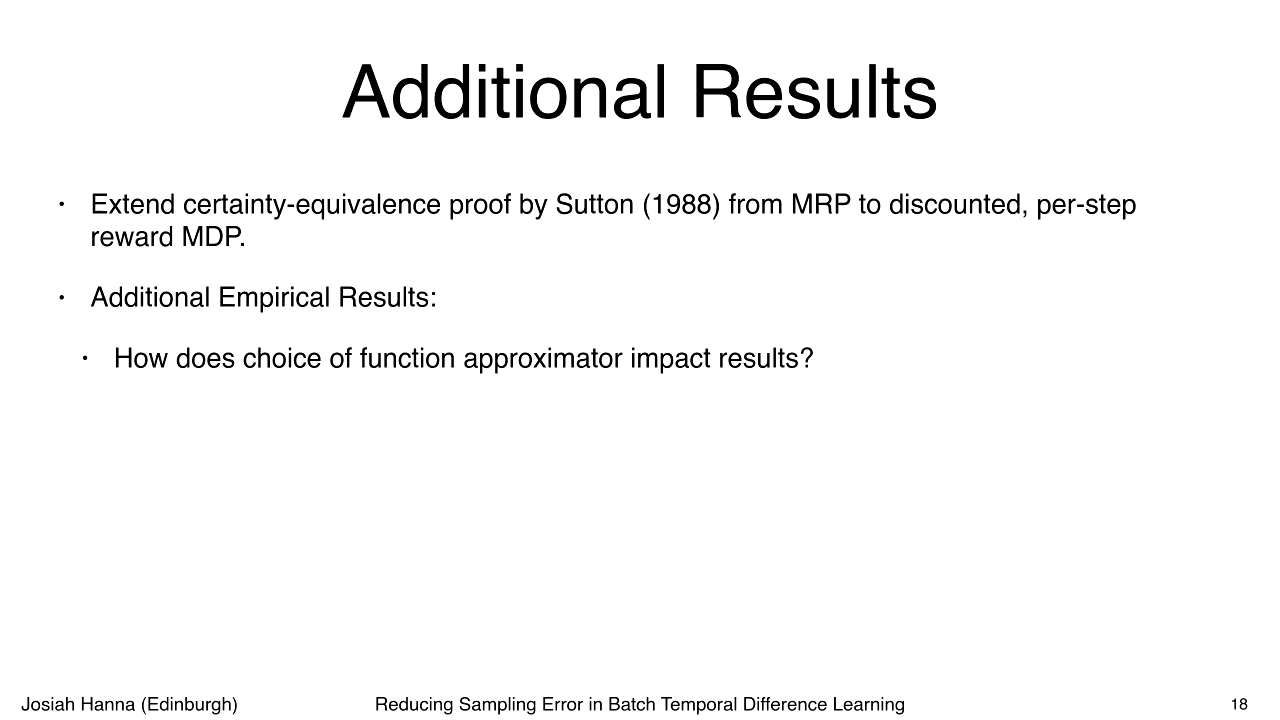 Additional Results
• Extend certainty-equivalence proof by Sutton (1988) from MRP to discounted, per-step
reward MDP.
• Additional Empirical Results:
• How does choice of function approximator impact results?
Josiah Hanna (Edinburgh) Reducing Sampling Error in Batch Temporal Difference Learning 18